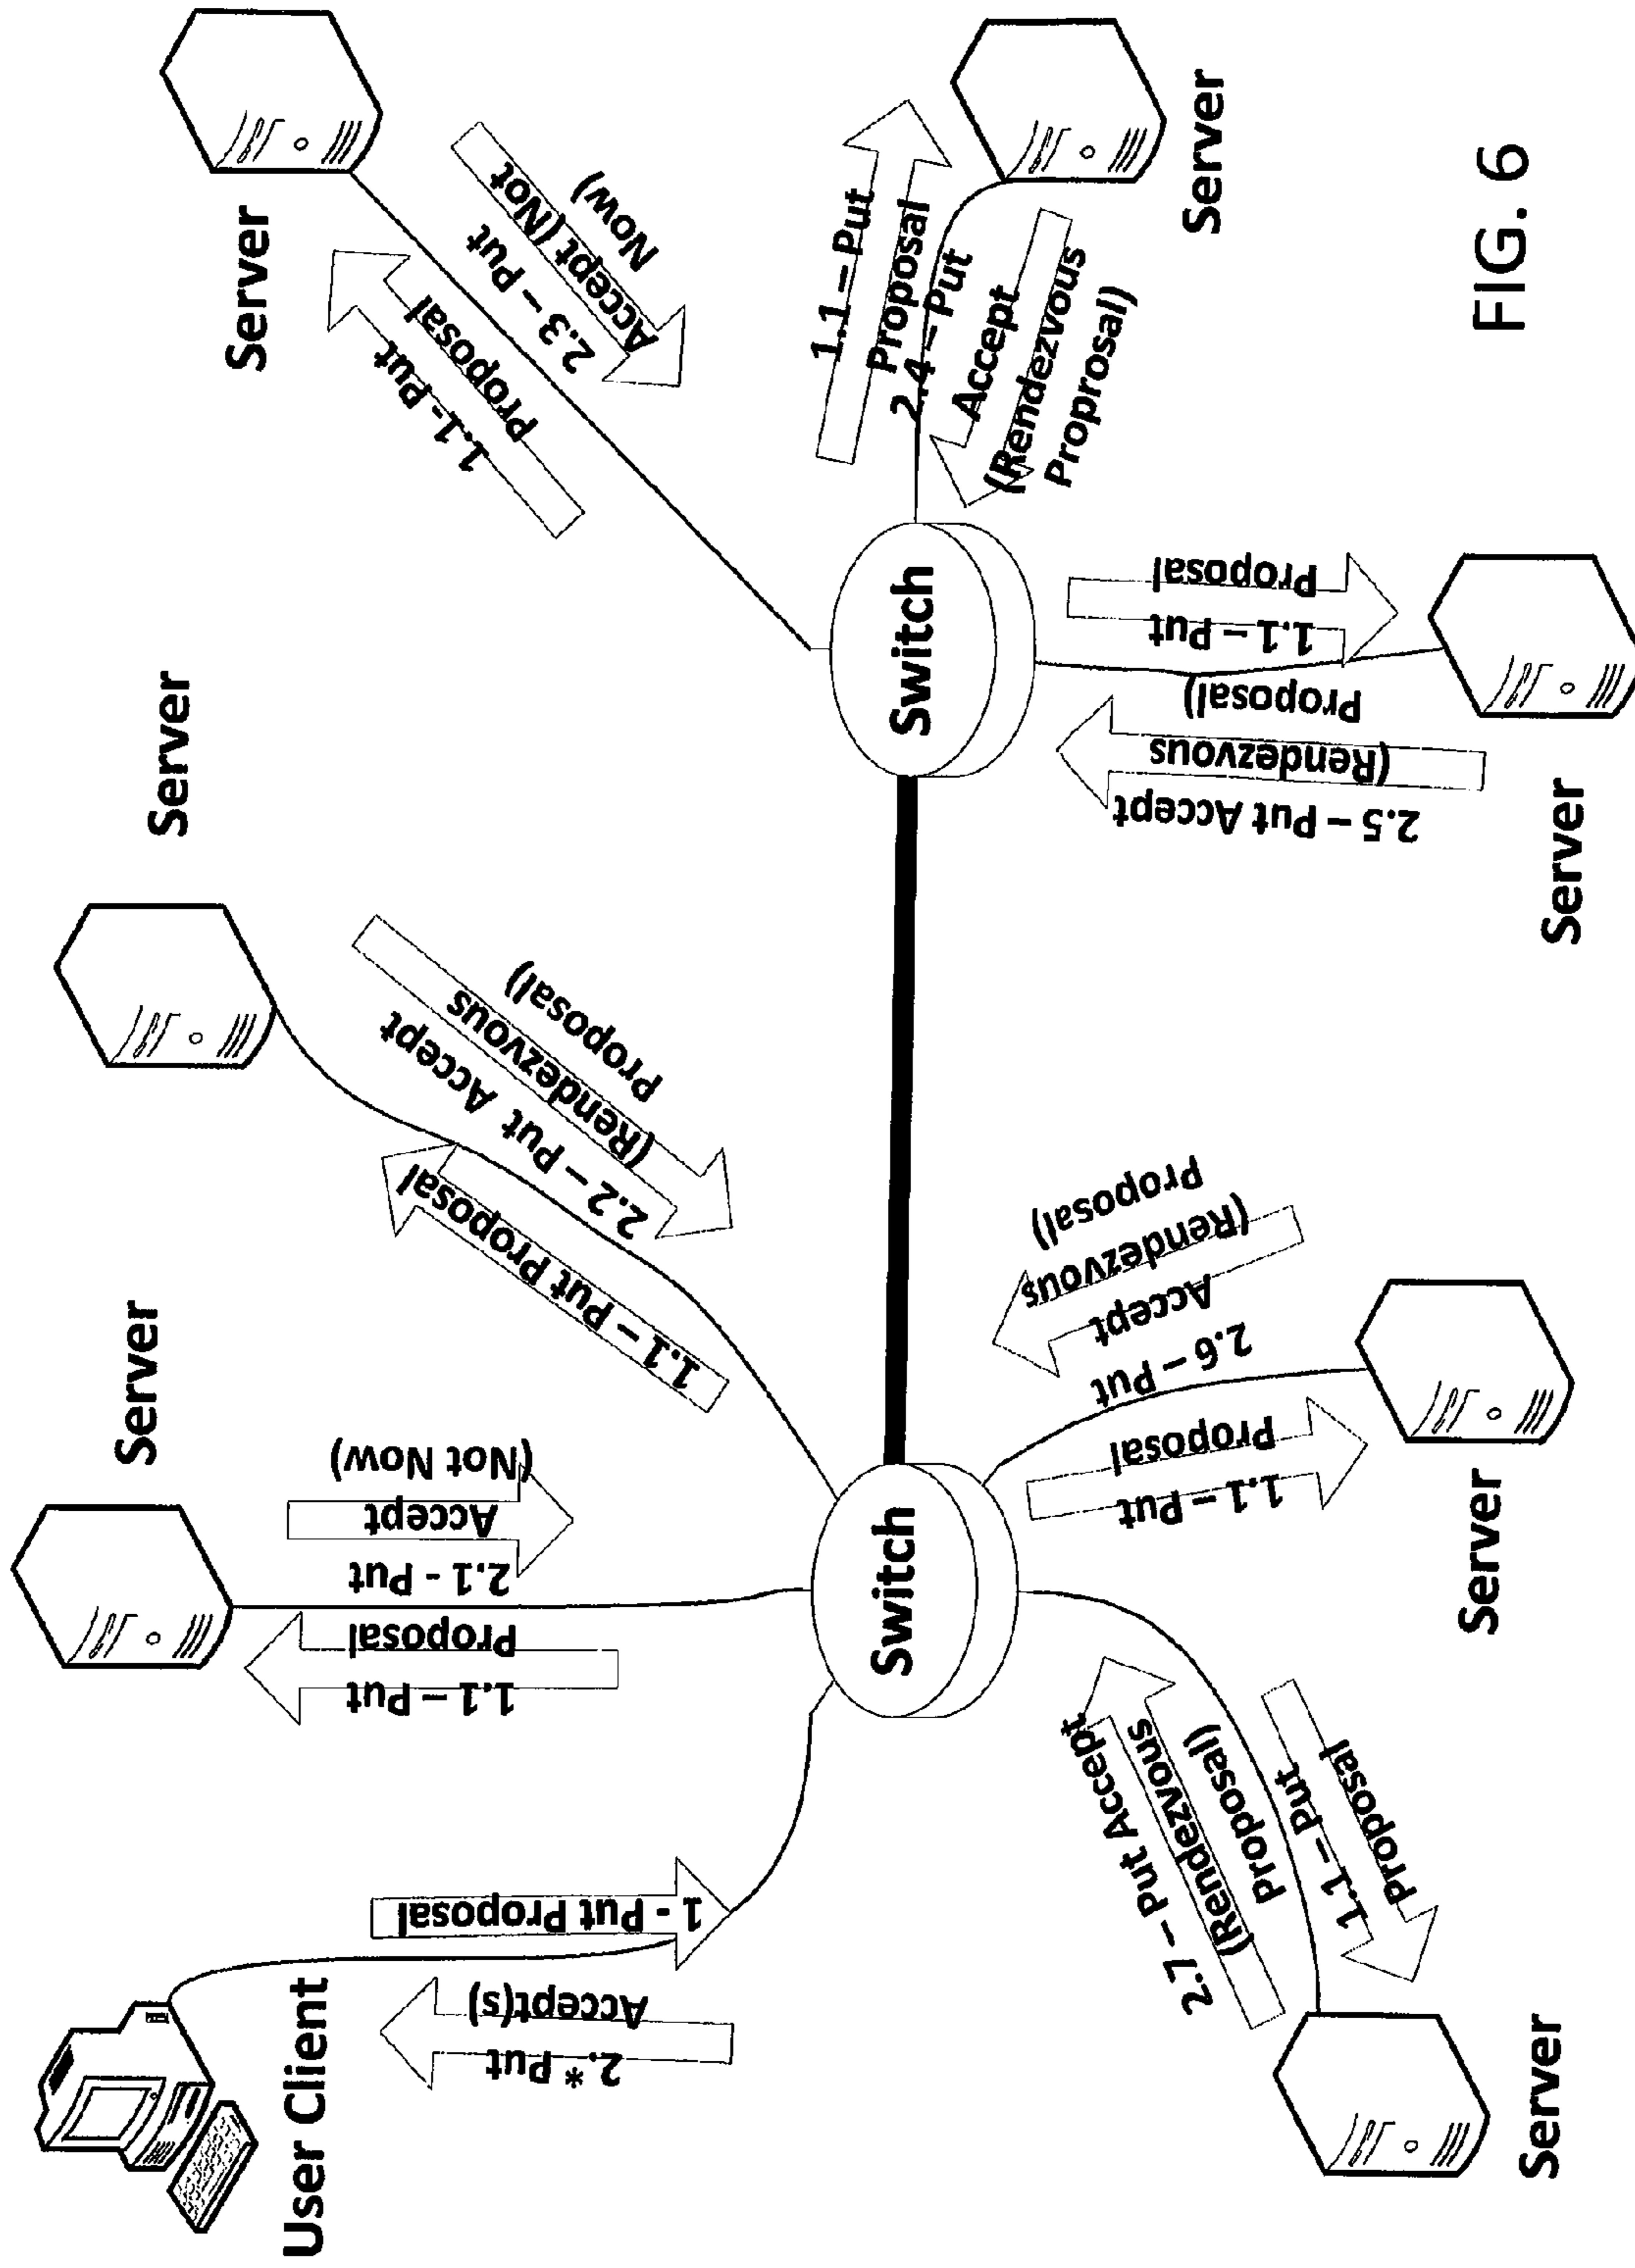 User Client
1 - Put Proposal
2.* Put
Accept(s)
Server
1.1 – Put
Proposal
2.1 - Put
Accept
(Not Now)
Server
1.1 – Put Proposal
2.2 – Put Accept
(Rendezvous
Proposal)
Server
1.1- Put
Proposal
2.3 – Put
Accept (Not
Now)
Server
1.1 – Put
Proposal
2.4 – Put
Accept
(Rendezvous
Proprosal)
Server
Switch
Switch
1.1 – Put
Proposal
2.5 – Put Accept
(Rendezvous
Proposal)
Server
1.1 – Put
Proposal
2.6 – Put
Accept
(Rendezvous
Proposal)
Server
2.7 – Put Accept
(Rendezvous
Proposal)
1.1 – Put
Proposal
Server
FIG. 6